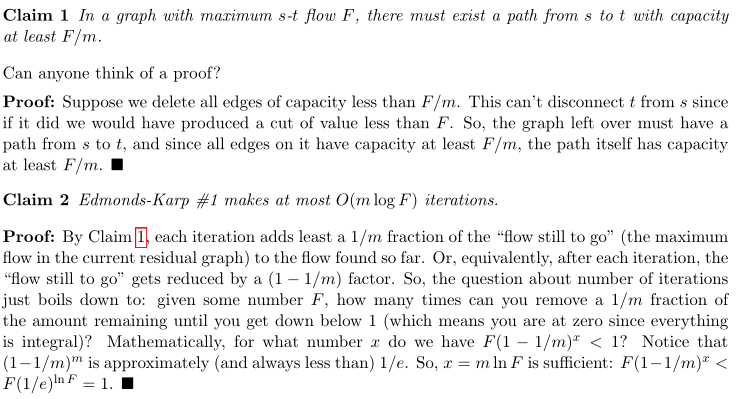 Claim 1 In a graph with maximum s-t flow F, there must exist a path from s to t with capacity
at least F/m.
Can anyone think of a proof?
Proof: Suppose we delete all edges of capacity less than F/m. This can't disconnect t from s since
if it did we would have produced a cut of value less than F. So, the graph left over must have a
path from s to t, and since all edges on it have capacity at least F/m, the path itself has capacity
at least F/m. ■
Claim 2 Edmonds-Karp #1 makes at most O(m log F) iterations.
Proof: By Claim 1, each iteration adds least a 1/m fraction of the “flow still to go” (the maximum
flow in the current residual graph) to the flow found so far. Or, equivalently, after each iteration, the
“flow still to go” gets reduced by a (1 − 1/m) factor. So, the question about number of iterations
just boils down to: given some number F, how many times can you remove a 1/m fraction of
the amount remaining until you get down below 1 (which means you are at zero since everything
is integral)? Mathematically, for what number x do we have F(1 − 1/m)^x < 1? Notice that
(1−1/m)^m is approximately (and always less than) 1/e. So, x = m ln F is sufficient: F(1−1/m)^x <
F(1/e)^{ln F} = 1. ■